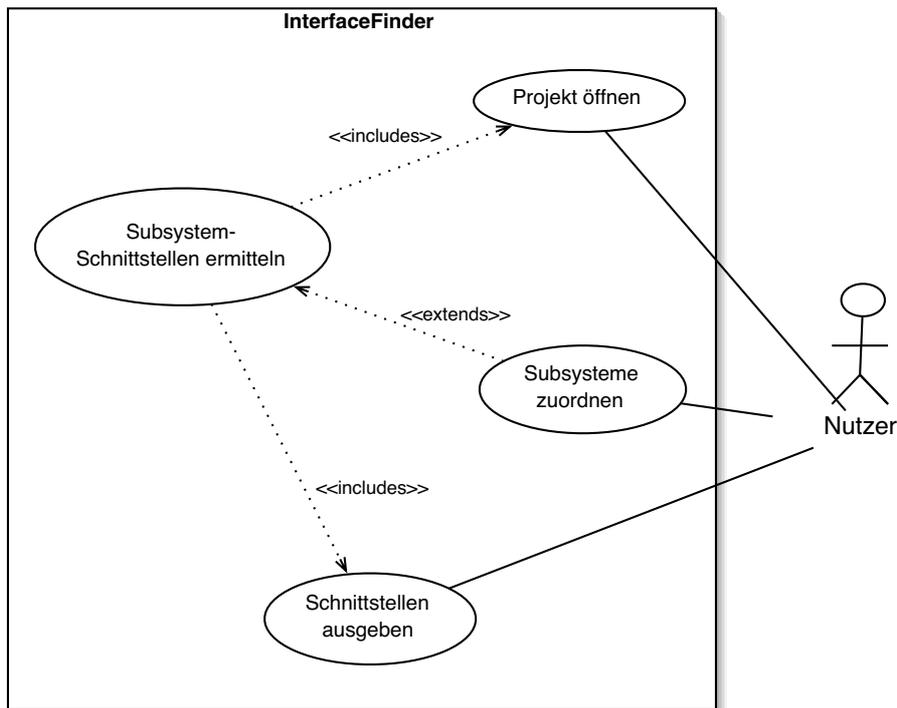 InterfaceFinder
Projekt öffnen
<<includes>>
Subsystem-
Schnittstellen ermitteln
<<extends>>
Subsysteme
zuordnen
Nutzer
<<includes>>
Schnittstellen
ausgeben